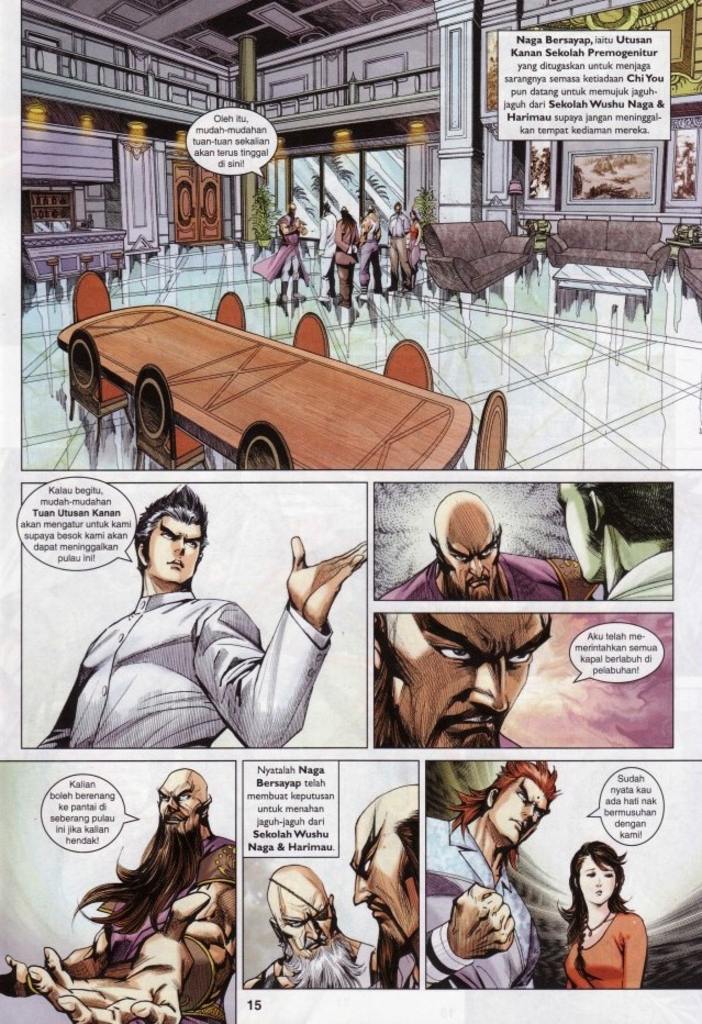 Naga Bersayap, iaitu Utusan
Kanan Sekolah Premogenitur
yang ditugaskan untuk menjaga
sarangnya semasa ketiadaan Chi You
pun datang untuk memujuk jaguh-
jaguh dari Sekolah Wushu Naga &
Harimau supaya jangan meninggal-
kan tempat kediaman mereka.
Oleh itu,
mudah-mudahan
tuan-tuan sekalian
akan terus tinggal
di sini!
Kalau begitu,
mudah-mudahan
Tuan Utusan Kanan
akan mengatur untuk kami
supaya besok kami akan
dapat meninggalkan
pulau ini!
Aku telah me-
merintahkan semua
kapal berlabuh di
pelabuhan!
Kalian
boleh berenang
ke pantai di
seberang pulau
ini jika kalian
hendak!
Nyatalah Naga
Bersayap telah
membuat keputusan
untuk menahan
jaguh-jaguh dari
Sekolah Wushu
Naga & Harimau.
Sudah
nyata kau
ada hati nak
bermusuhan
dengan
kami!
15